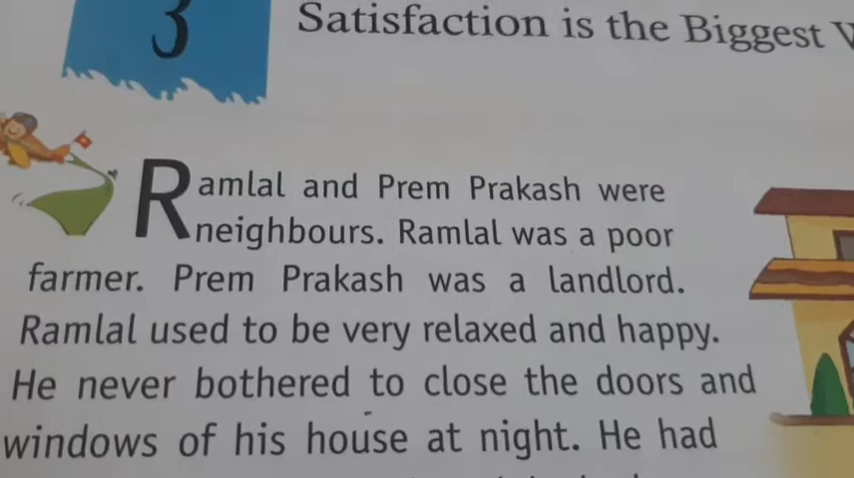 3
Satisfaction is the Biggest
Ramlal and Prem Prakash were
neighbours. Ramlal was a poor
farmer. Prem Prakash was a landlord.
Ramlal used to be very relaxed and happy.
He never bothered to close the doors and
windows of his house at night. He had